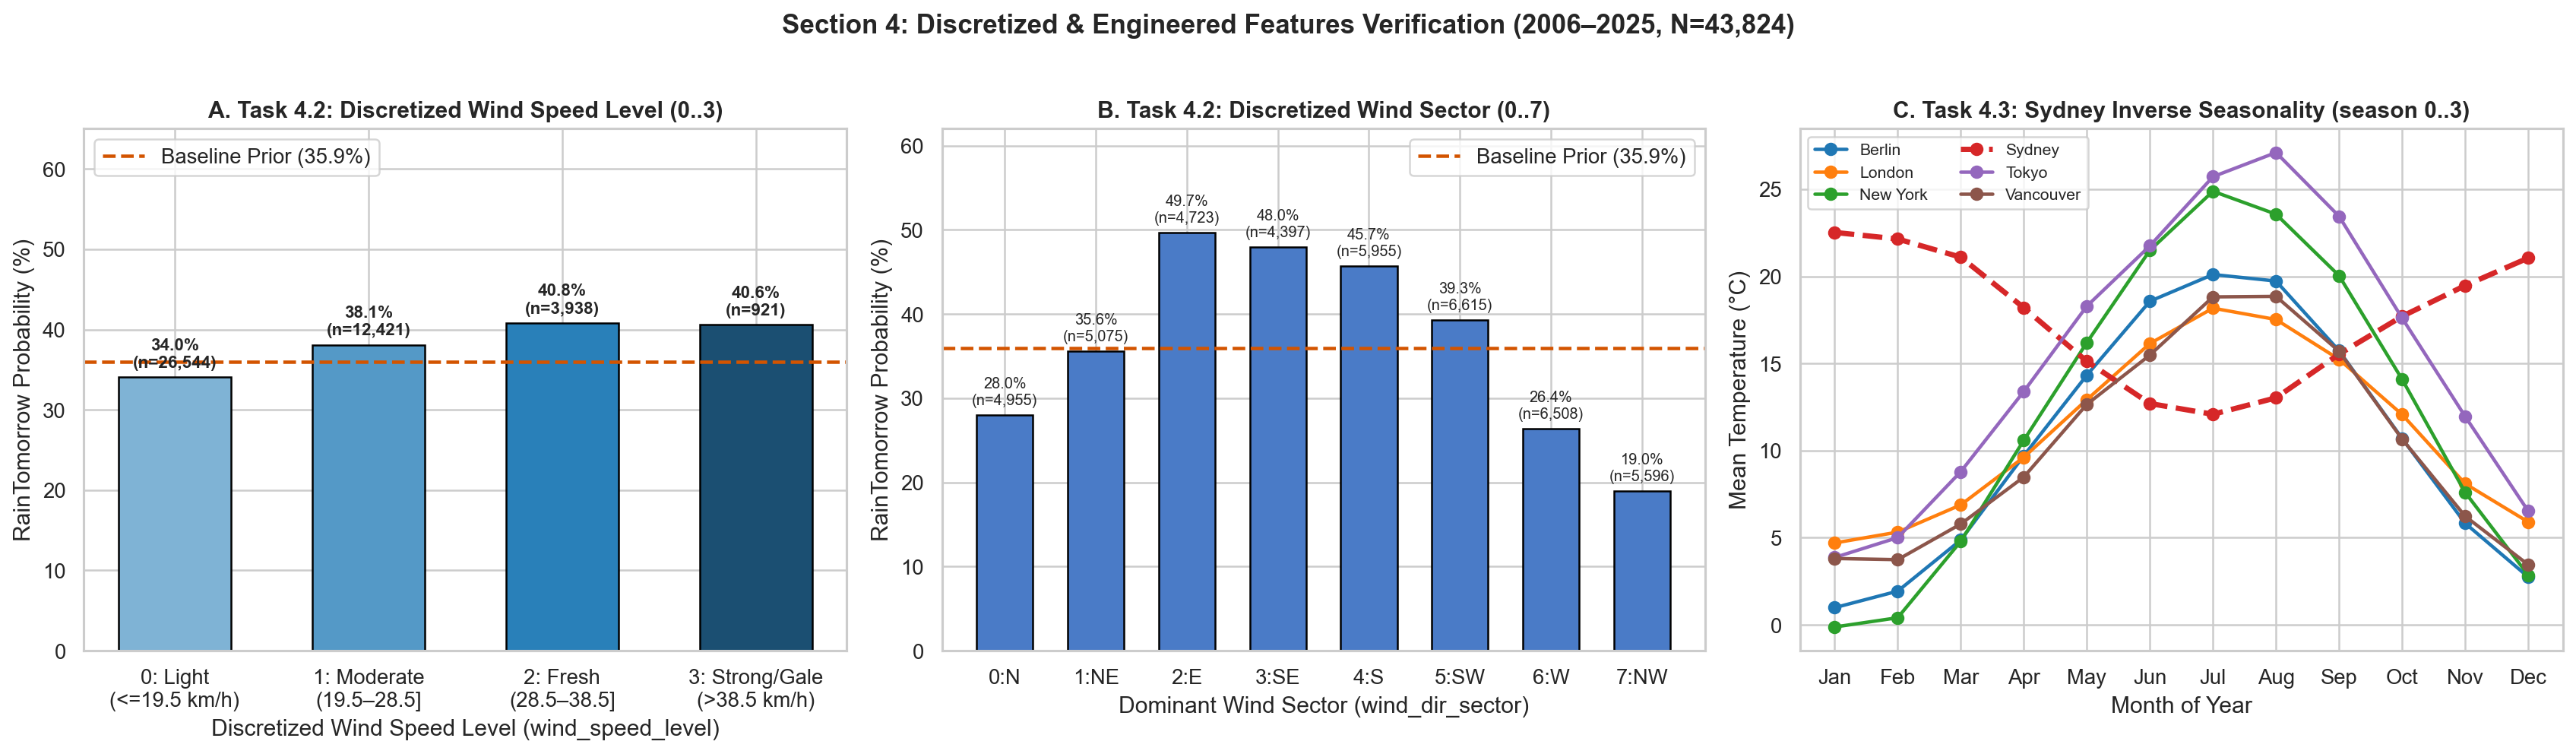 Section 4: Discretized & Engineered Features Verification (2006–2025, N=43,824)
A. Task 4.2: Discretized Wind Speed Level (0..3)
Baseline Prior (35.9%)
RainTomorrow Probability (%)
60
50
40
30
20
10
0
34.0%
(n=26,544)
38.1%
(n=12,421)
40.8%
(n=3,938)
40.6%
(n=921)
0: Light
(<=19.5 km/h)
1: Moderate
(19.5–28.5]
2: Fresh
(28.5–38.5]
3: Strong/Gale
(>38.5 km/h)
Discretized Wind Speed Level (wind_speed_level)
B. Task 4.2: Discretized Wind Sector (0..7)
Baseline Prior (35.9%)
RainTomorrow Probability (%)
60
50
40
30
20
10
0
28.0%
(n=4,955)
35.6%
(n=5,075)
49.7%
(n=4,723)
48.0%
(n=4,397)
45.7%
(n=5,955)
39.3%
(n=6,615)
26.4%
(n=6,508)
19.0%
(n=5,596)
0:N 1:NE 2:E 3:SE 4:S 5:SW 6:W 7:NW
Dominant Wind Sector (wind_dir_sector)
C. Task 4.3: Sydney Inverse Seasonality (season 0..3)
Berlin
London
New York
Sydney
Tokyo
Vancouver
Mean Temperature (°C)
25
20
15
10
5
0
Jan Feb Mar Apr May Jun Jul Aug Sep Oct Nov Dec
Month of Year